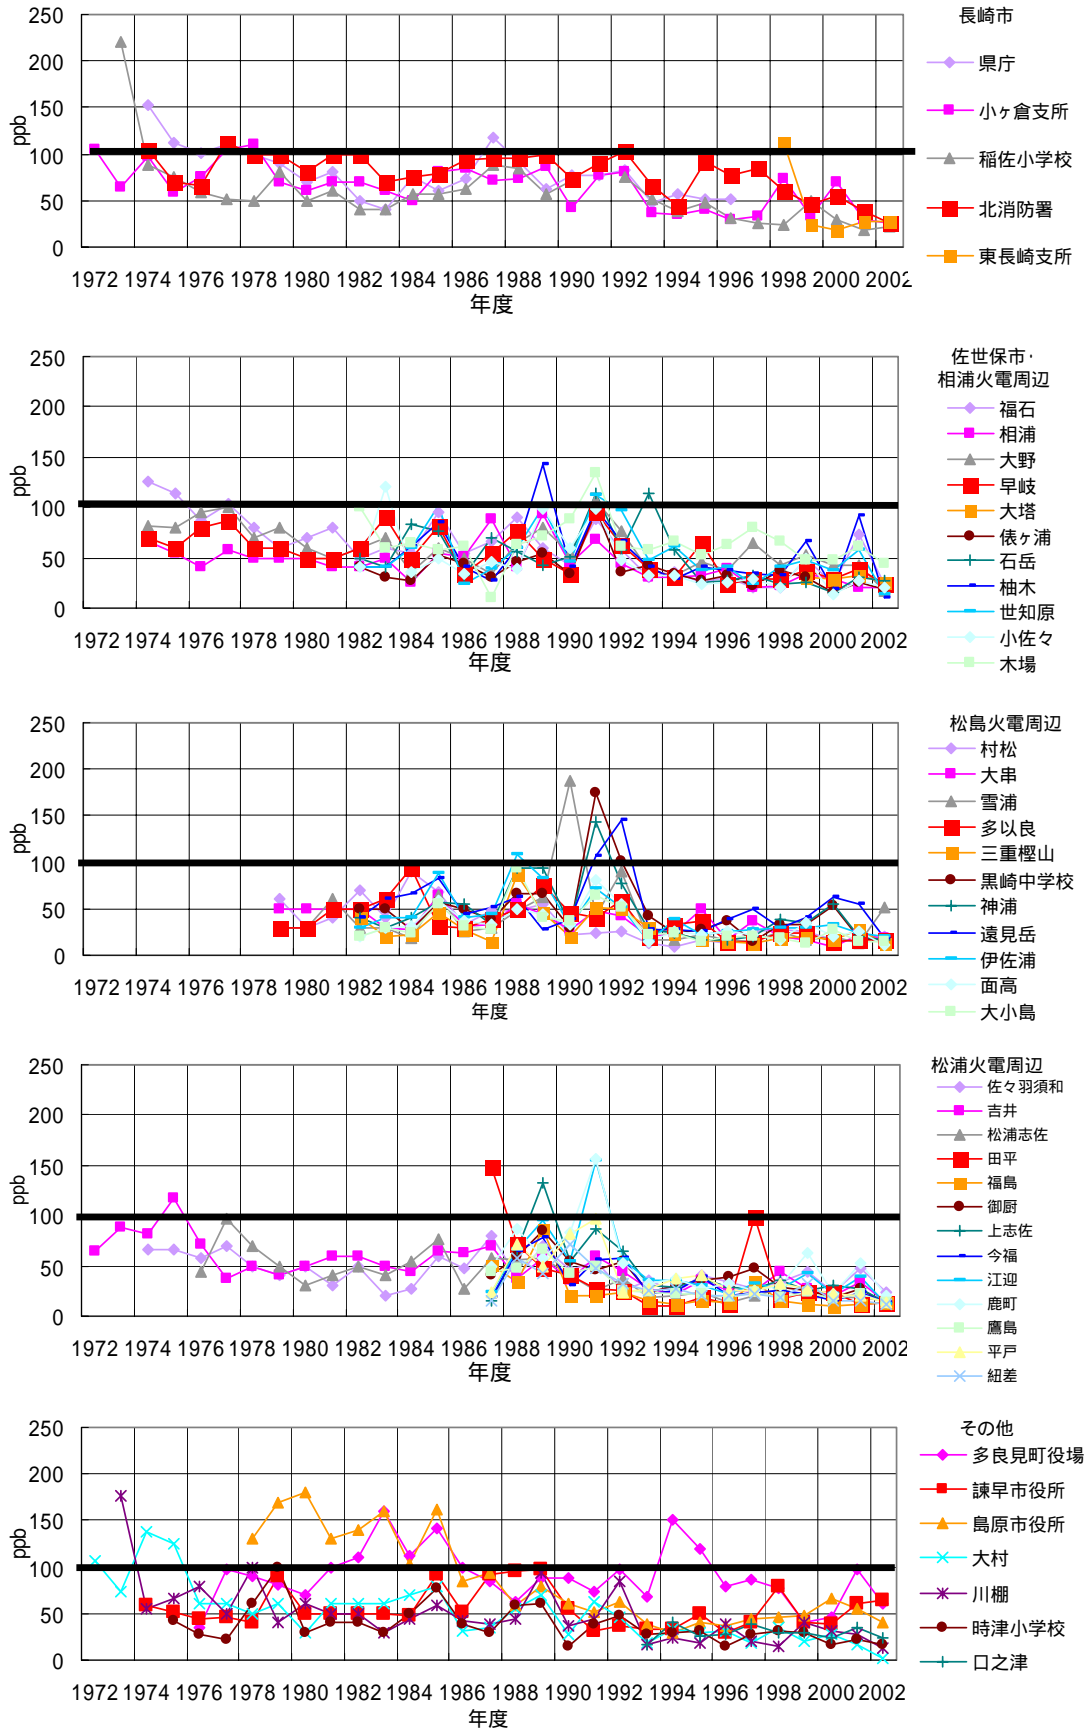 長崎市
250
200
150
100
50
0
ppb
1972 1974 1976 1978 1980 1982 1984 1986 1988 1990 1992 1994 1996 1998 2000 2002
年度
県庁
小ヶ倉支所
稲佐小学校
北消防署
東長崎支所
佐世保市・
相浦火電周辺
250
200
150
100
50
0
ppb
1972 1974 1976 1978 1980 1982 1984 1986 1988 1990 1992 1994 1996 1998 2000 2002
年度
福石
相浦
大野
早岐
大塔
俵ヶ浦
石岳
柚木
世知原
小佐々
木場
松島火電周辺
250
200
150
100
50
0
ppb
1972 1974 1976 1978 1980 1982 1984 1986 1988 1990 1992 1994 1996 1998 2000 2002
年度
村松
大串
雪浦
多以良
三重樫山
黒崎中学校
神浦
遠見岳
伊佐浦
面高
大小島
松浦火電周辺
250
200
150
100
50
0
ppb
1972 1974 1976 1978 1980 1982 1984 1986 1988 1990 1992 1994 1996 1998 2000 2002
年度
佐々羽須和
吉井
松浦志佐
田平
福島
御厨
上志佐
今福
江迎
鹿町
鷹島
平戸
紐差
その他
250
200
150
100
50
0
ppb
1972 1974 1976 1978 1980 1982 1984 1986 1988 1990 1992 1994 1996 1998 2000 2002
年度
多良見町役場
諫早市役所
島原市役所
大村
川棚
時津小学校
口之津